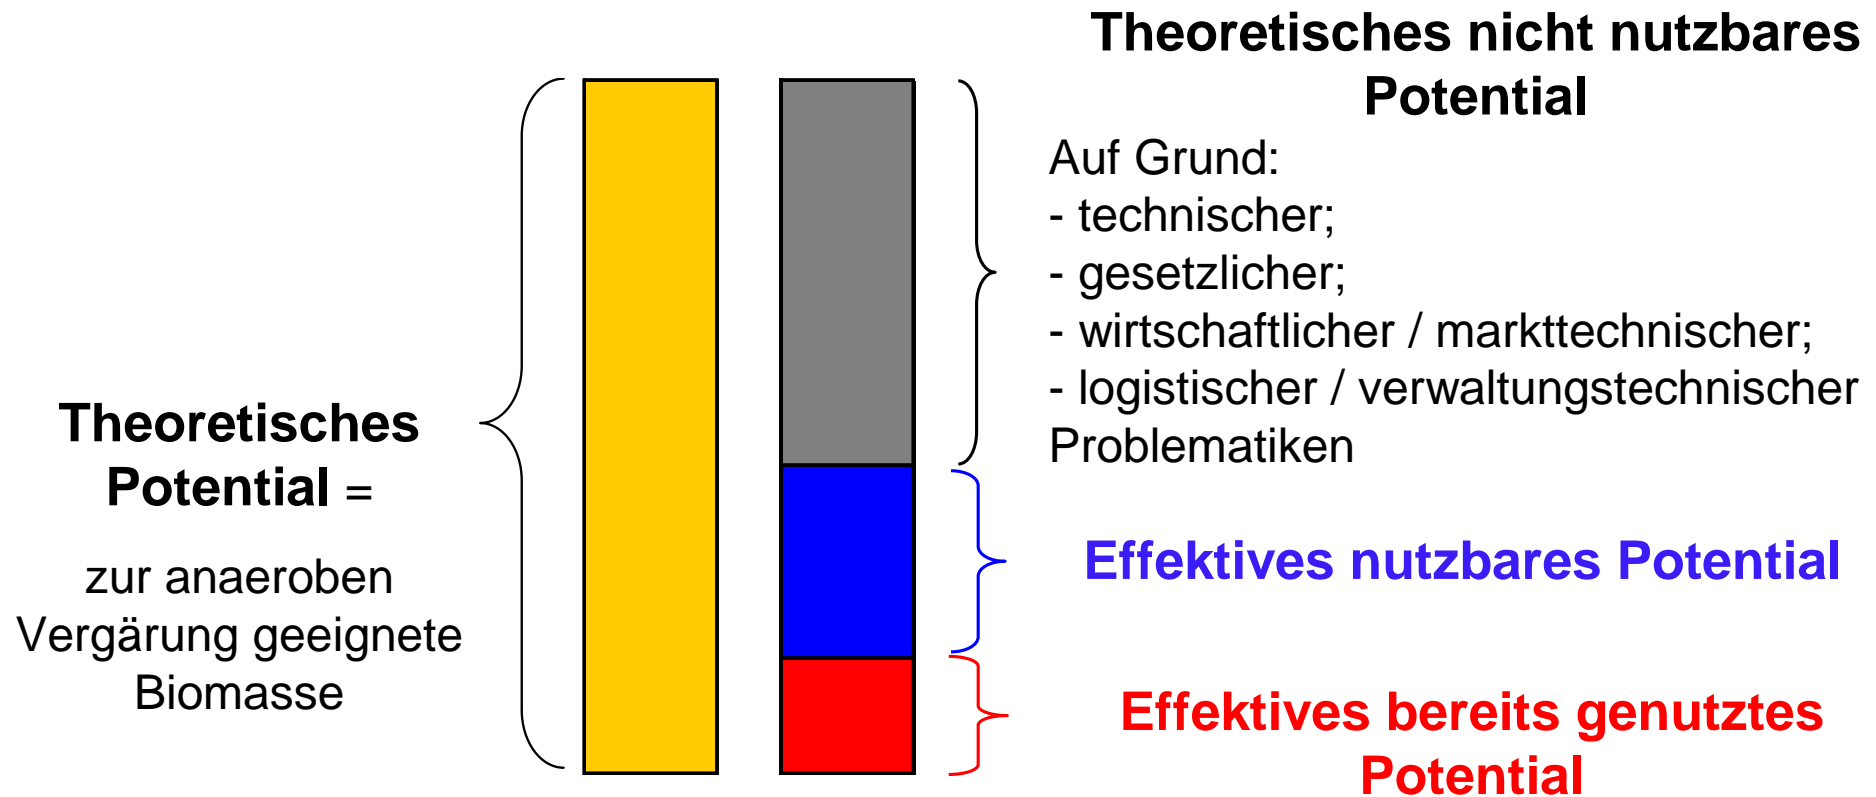 Theoretisches nicht nutzbares
Potential
Auf Grund:
- technischer;
- gesetzlicher;
- wirtschaftlicher / markttechnischer;
- logistischer / verwaltungstechnischer
Problematiken
Theoretisches
Potential =
zur anaeroben
Vergärung geeignete
Biomasse
Effektives nutzbares Potential
Effektives bereits genutztes
Potential